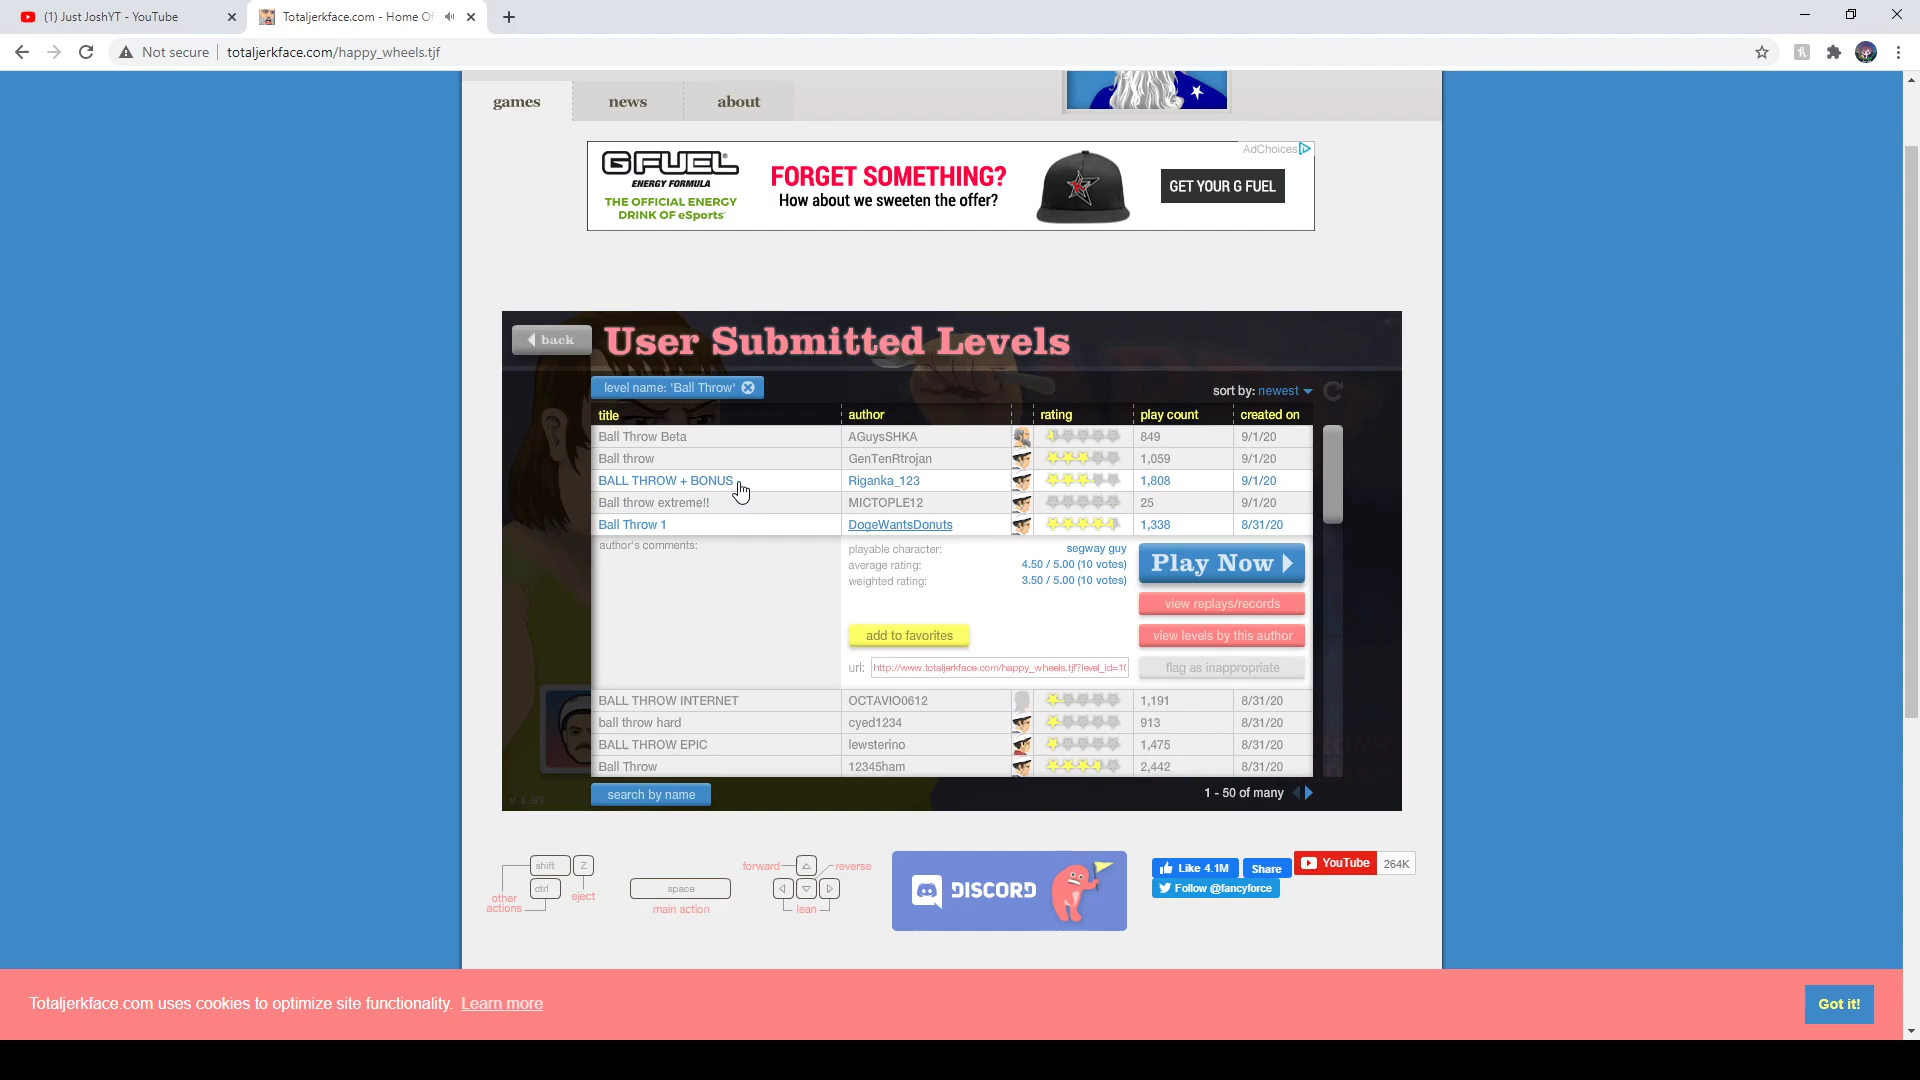 (1) Just JoshYT - YouTube
Totaljerkface.com - Home Of
Not secure
totaljerkface.com/happy_wheels.tjf
games
news
about
AdChoices
G FUEL
ENERGY FORMULA
THE OFFICIAL ENERGY
DRINK OF eSports
FORGET SOMETHING?
How about we sweeten the offer?
GET YOUR G FUEL
back
User Submitted Levels
level name: 'Ball Throw'
sort by: newest
title author rating play count created on
Ball Throw Beta AGuysSHKA 849 9/1/20
Ball throw GenTenRtrojan 1,059 9/1/20
BALL THROW + BONUS Riganka_123 1,808 9/1/20
Ball throw extreme!! MICTOPLE12 25 9/1/20
Ball Throw 1 DogeWantsDonuts 1,338 8/31/20
author's comments:
playable character: segway guy
average rating: 4.50 / 5.00 (10 votes)
weighted rating: 3.50 / 5.00 (10 votes)
Play Now
view replays/records
add to favorites
view levels by this author
url: http://www.totaljerkface.com/happy_wheels.tjf?level_id=1
flag as inappropriate
BALL THROW INTERNET OCTAVIO0612 1,191 8/31/20
ball throw hard cyed1234 913 8/31/20
BALL THROW EPIC lewsterino 1,475 8/31/20
Ball Throw 12345ham 2,442 8/31/20
search by name
1 - 50 of many
v 1.87
shift Z
ctrl
other
actions
eject
space
main action
forward
reverse
lean
DISCORD
Like 4.1M
Share
YouTube
264K
Follow @fancyforce
Totaljerkface.com uses cookies to optimize site functionality. Learn more
Got it!